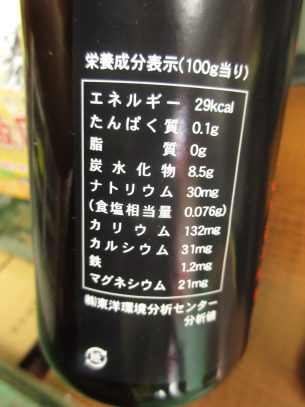 栄養成分表示(100g当り)
エネルギー 29kcal
たんぱく質 0.1g
脂質 0g
炭水化物 8.5g
ナトリウム 30mg
(食塩相当量 0.076g)
カリウム 132mg
カルシウム 31mg
鉄 1.2mg
マグネシウム 21mg
㈱東洋環境分析センター
分析値